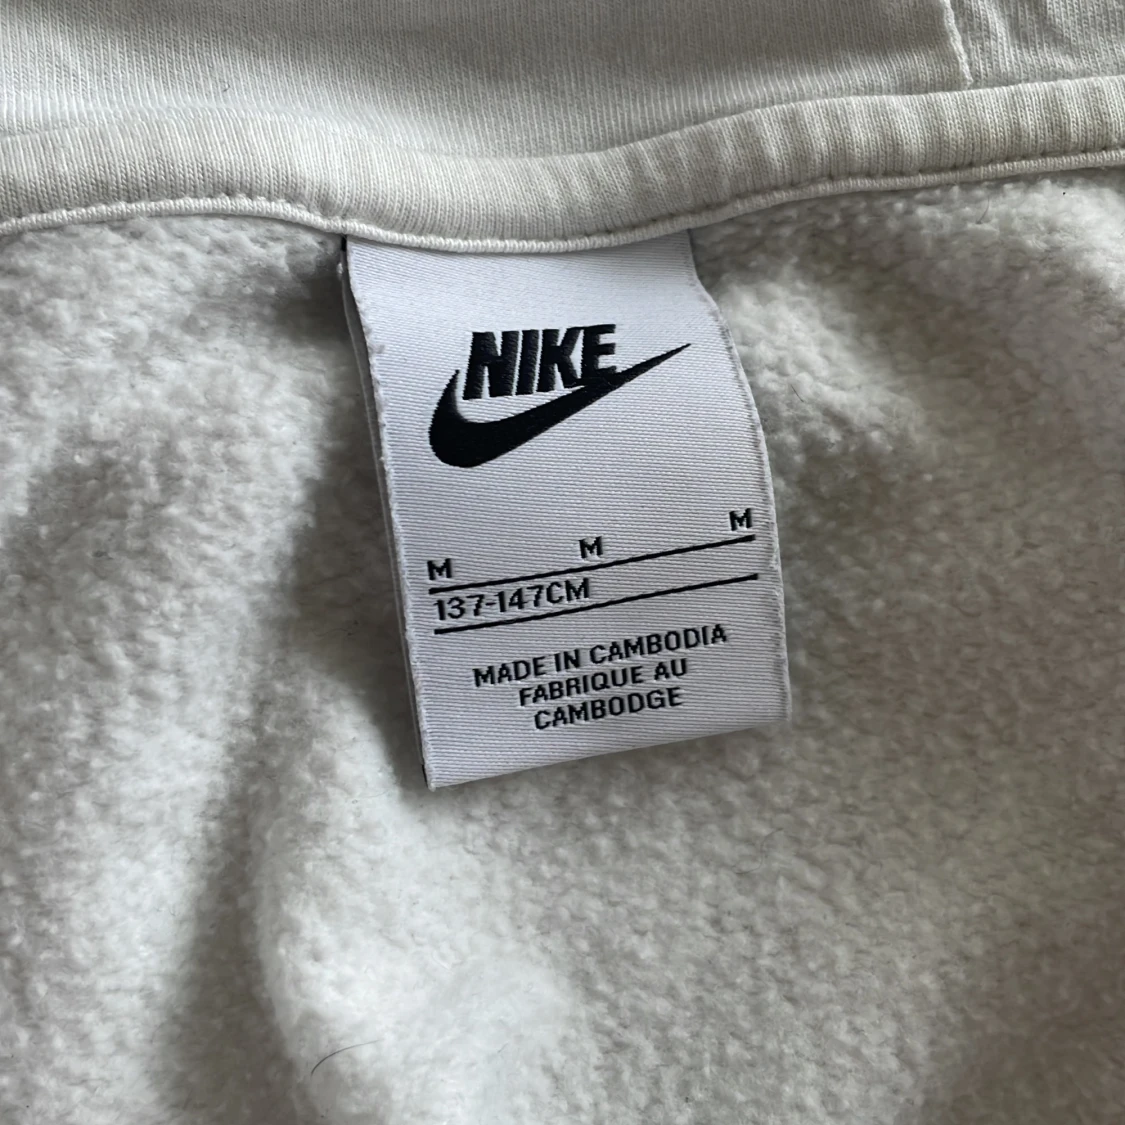 NIKE
M M M
137-147CM
MADE IN CAMBODIA
FABRIQUE AU
CAMBODGE